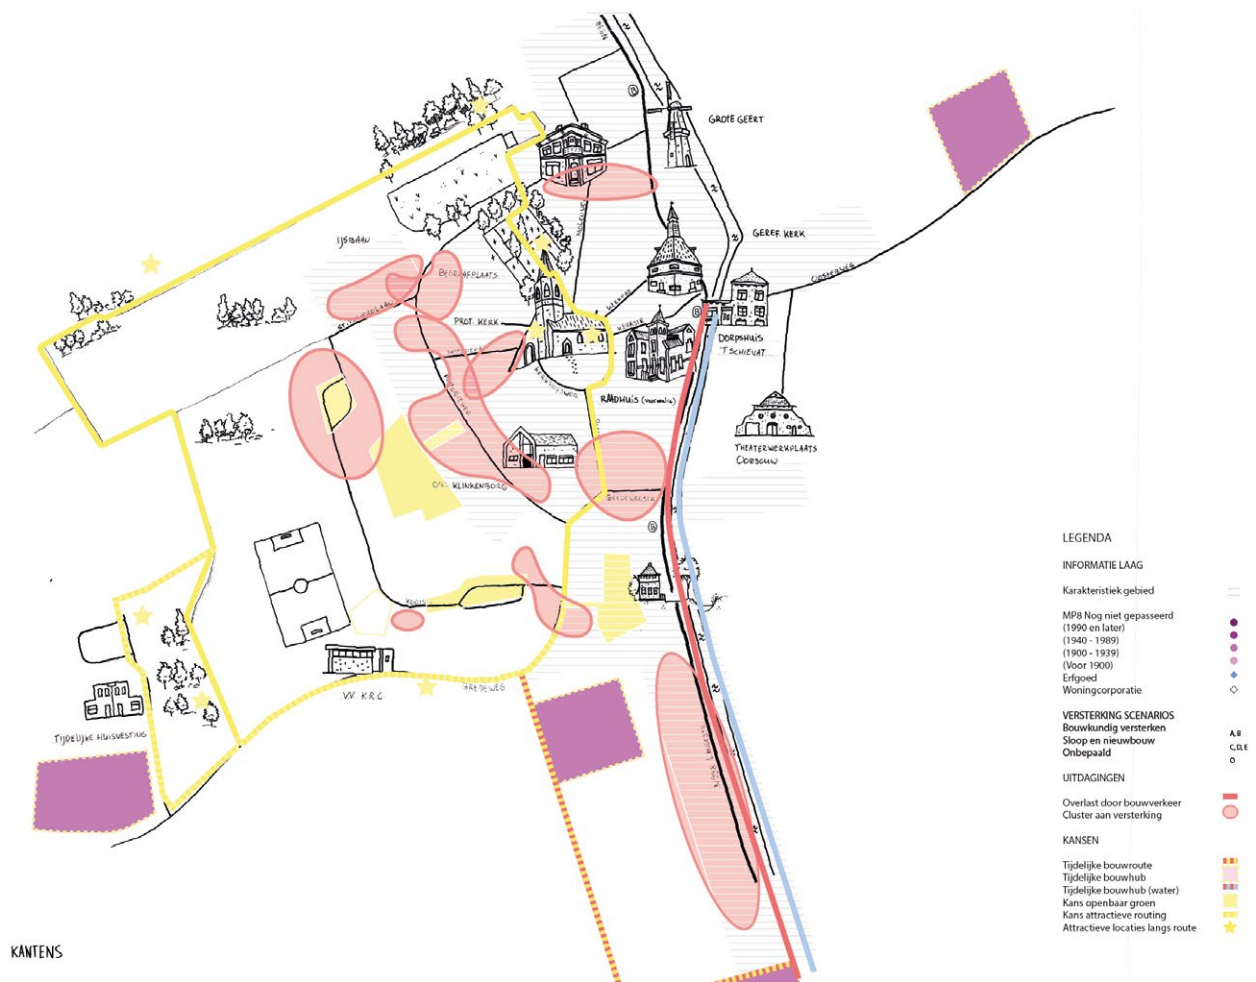 GROTE GEERT
GEREF. KERK
IJSBAAN
BEGRAAFPLAATS
OOSTERWEG
PROT. KERK
DORPSHUIS
'T SCHIENAT
RAADHUIS (voormalig)
THEATERWERKPLAATS
OBS KLINKENBORG
BREDEWEG
V.V. K.R.C.
TIJDELIJKE HUISVESTING
KANTENS
LEGENDA
INFORMATIE LAAG
Karakteristiek gebied
MP8 Nog niet gepasseerd
(1990 en later)
(1940 - 1989)
(1900 - 1939)
(Voor 1900)
Erfgoed
Woningcorporatie
VERSTERKING SCENARIOS
Bouwkundig versterken A,B
Sloop en nieuwbouw C,D,E
Onbepaald O
UITDAGINGEN
Overlast door bouwverkeer
Cluster aan versterking
KANSEN
Tijdelijke bouwroute
Tijdelijke bouwhub
Tijdelijke bouwhub (water)
Kans openbaar groen
Kans attractieve routing
Attractieve locaties langs route